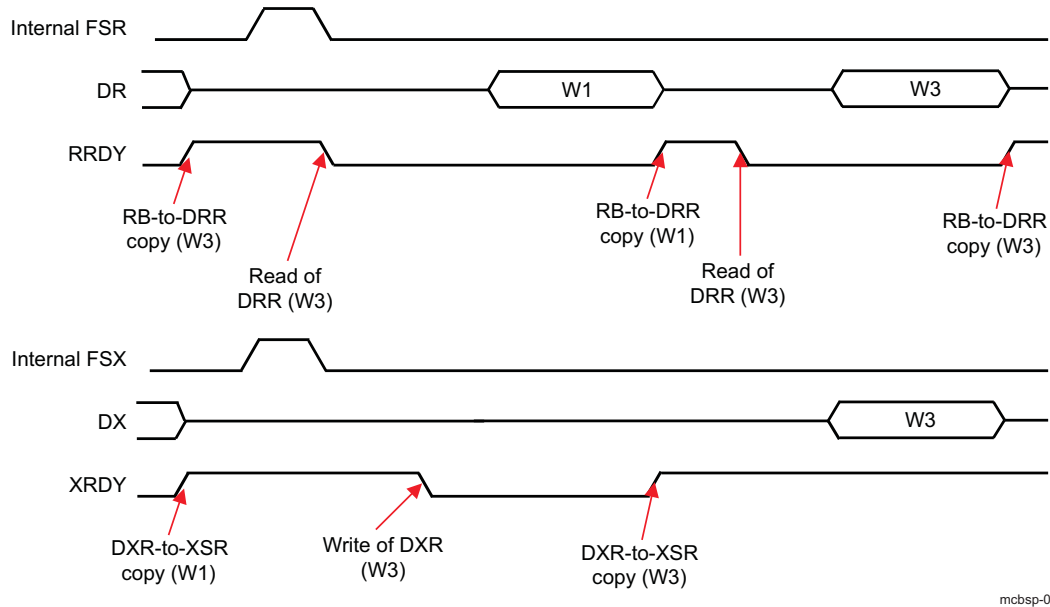 Internal FSR
DR
W1
W3
RRDY
RB-to-DRR
copy (W3)
Read of
DRR (W3)
RB-to-DRR
copy (W1)
Read of
DRR (W3)
RB-to-DRR
copy (W3)
Internal FSX
DX
W3
XRDY
DXR-to-XSR
copy (W1)
Write of DXR
(W3)
DXR-to-XSR
copy (W3)
mcbsp-0